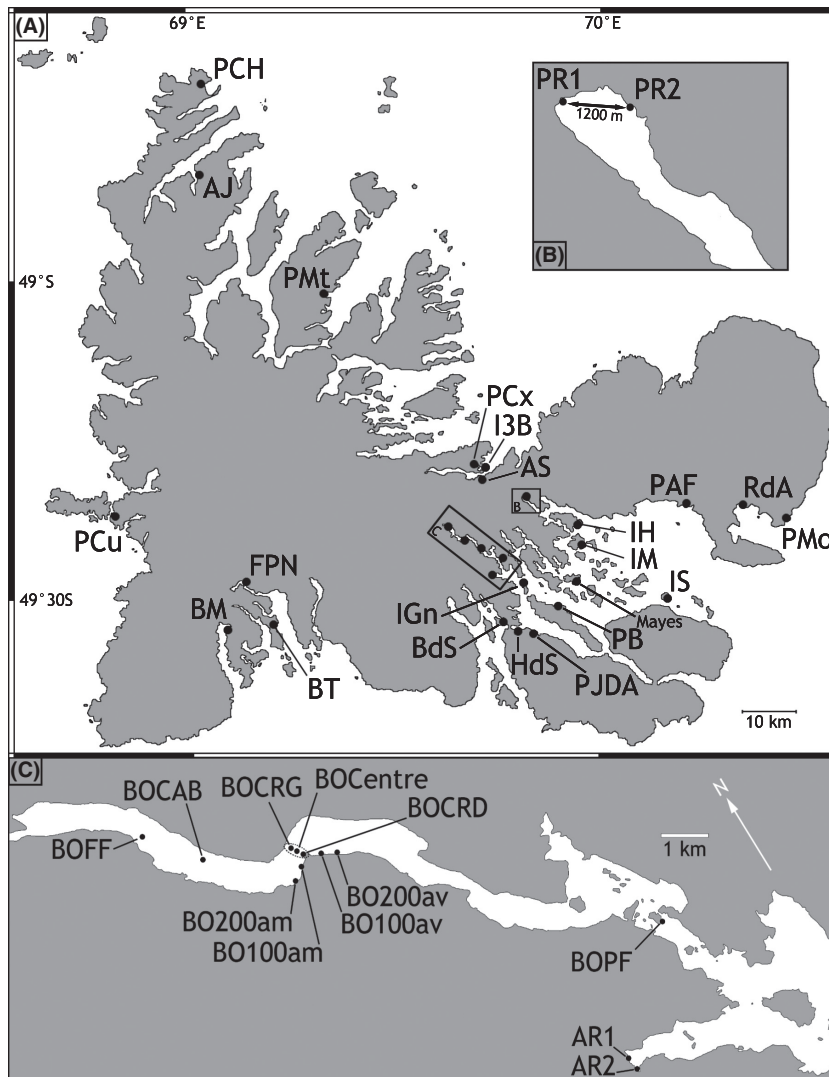 (A)
69°E
70°E
PCH
PR1
PR2
1200 m
AJ
(B)
49°S
PMt
PCx
I3B
AS
PAF
RdA
B
PCu
C
IH
PMo
IM
FPN
IS
49°30S
IGn
Mayes
BM
PB
BdS
HdS
BT
PJDA
10 km
(C)
BOCentre
BOCRG
BOCAB
BOCRD
N
BOFF
1 km
BO200av
BO200am
BO100av
BO100am
BOPF
AR1
AR2